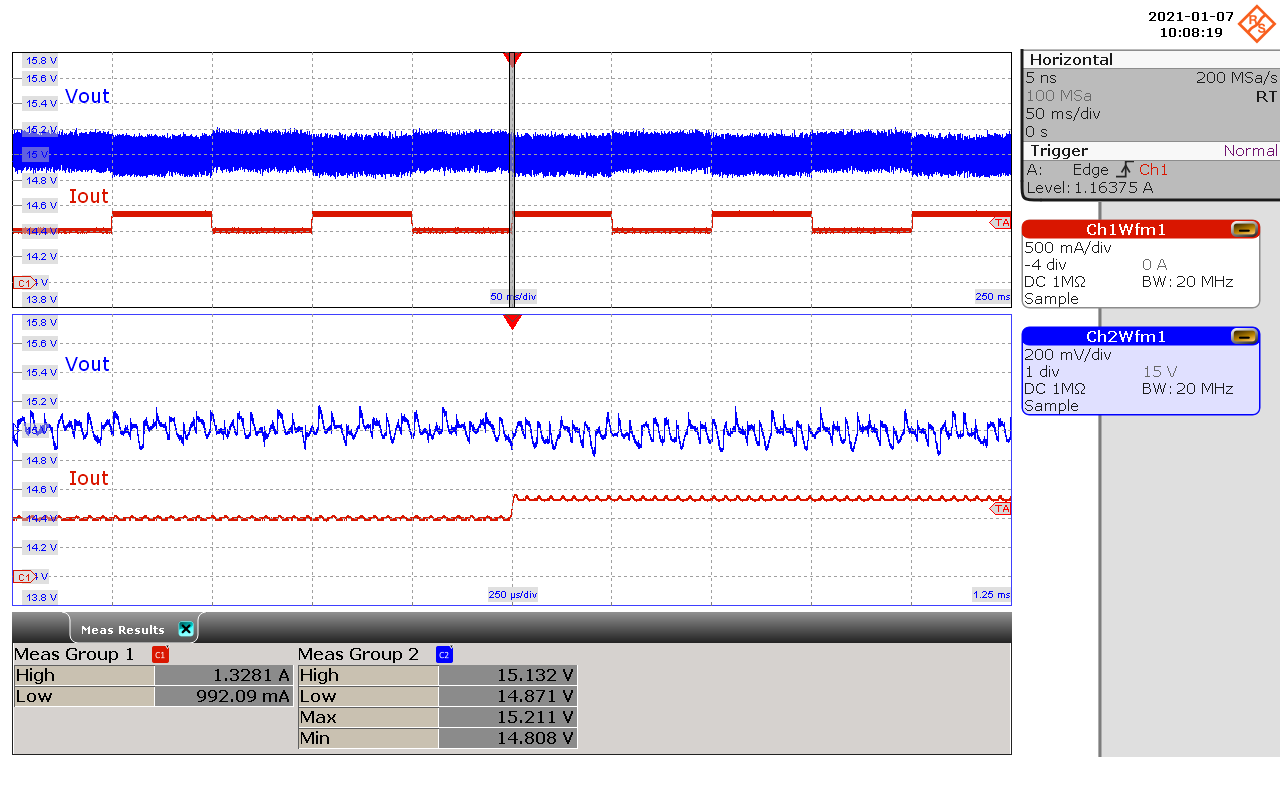 2021-01-07
10:08:19
R&S
15.8 V
15.6 V
Vout
15.4 V
15.2 V
15 V
14.8 V
Iout
14.6 V
14.4 V
TA
14.2 V
C1
13.8 V
50 ms/div
250 ms
15.8 V
15.6 V
Vout
15.4 V
15.2 V
14.8 V
Iout
14.6 V
14.4 V
TA
14.2 V
C1
13.8 V
250 µs/div
1.25 ms
Horizontal
5 ns 200 MSa/s
100 MSa RT
50 ms/div
0 s
Trigger Normal
A: Edge Ch1
Level: 1.16375 A
Ch1Wfm1
500 mA/div
-4 div 0 A
DC 1MΩ BW: 20 MHz
Sample
Ch2Wfm1
200 mV/div
1 div 15 V
DC 1MΩ BW: 20 MHz
Sample
Meas Results
Meas Group 1 C1
High 1.3281 A
Low 992.09 mA
Meas Group 2 C2
High 15.132 V
Low 14.871 V
Max 15.211 V
Min 14.808 V